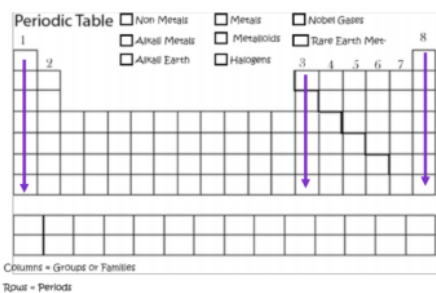 Periodic Table
Non Metals
Metals
Nobel Gases
Alkali Metals
Metalloids
Rare Earth Met-
Alkali Earth
Halogens
1
2
3
4
5
6
7
8
Columns = Groups or Families
Rows = Periods